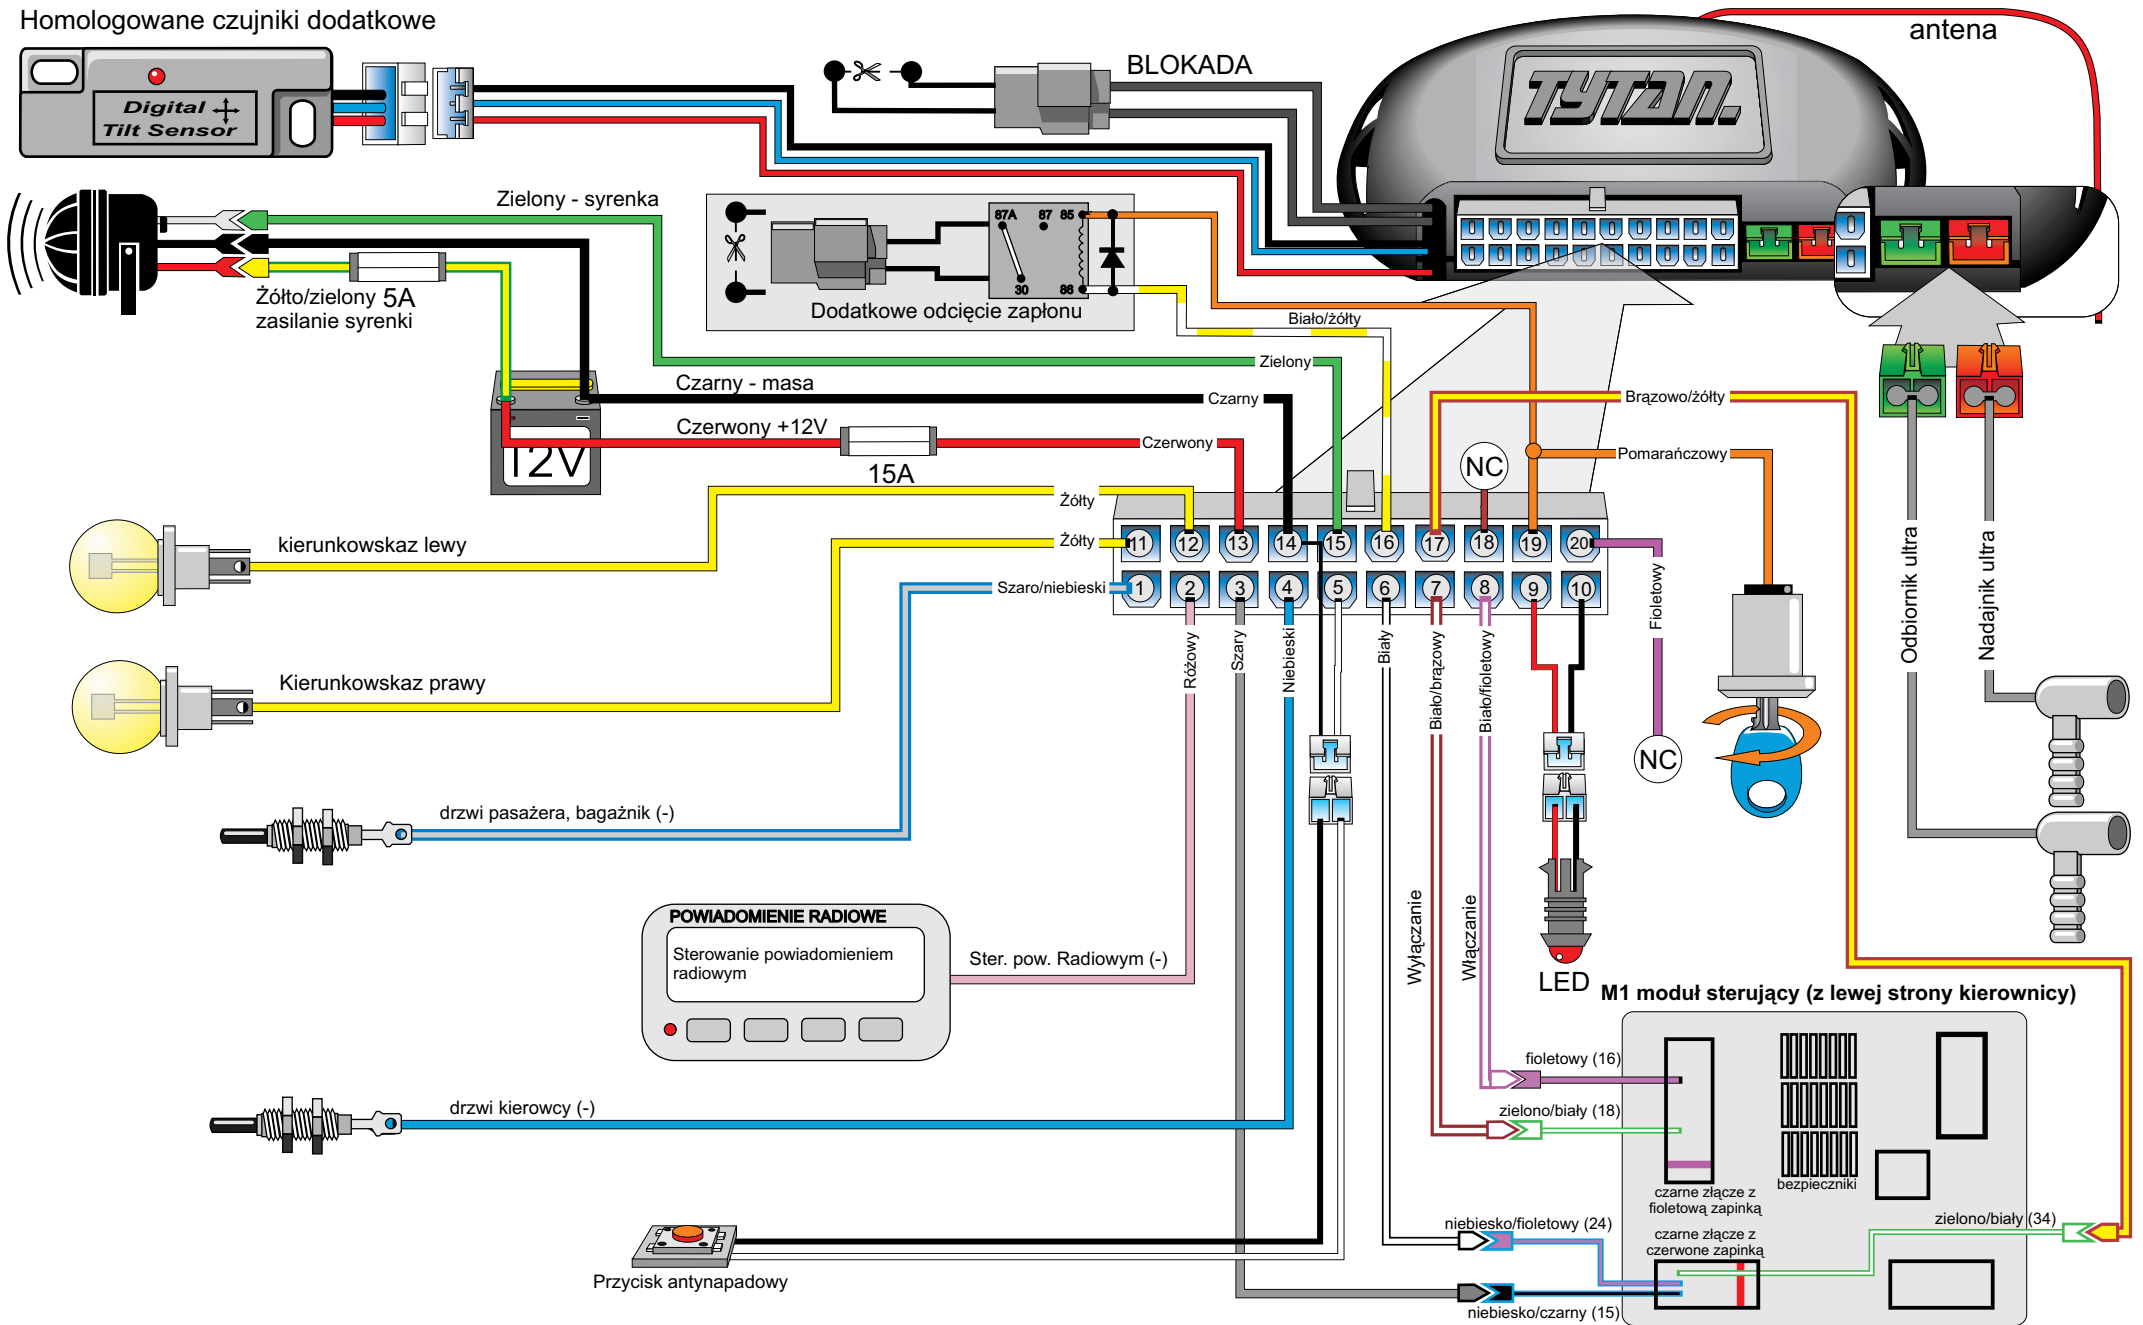 Homologowane czujniki dodatkowe
Digital
Tilt Sensor
BLOKADA
TYTAN.
antena
Zielony - syrenka
Żółto/zielony 5A
zasilanie syrenki
87A 87 85
30 86
Dodatkowe odcięcie zapłonu
Biało/żółty
Zielony
Czarny - masa
Czarny
Czerwony +12V
Czerwony
15A
12V
Brązowo/żółty
Pomarańczowy
NC
Żółty
kierunkowskaz lewy
Żółty
11 12 13 14 15 16 17 18 19 20
Szaro/niebieski
1 2 3 4 5 6 7 8 9 10
Różowy
Szary
Niebieski
Biały
Biało/brązowy
Biało/fioletowy
Fioletowy
NC
Odbiornik ultra
Nadajnik ultra
Kierunkowskaz prawy
drzwi pasażera, bagażnik (-)
POWIADOMIENIE RADIOWE
Sterowanie powiadomieniem
radiowym
Ster. pow. Radiowym (-)
Wyłączanie
Włączanie
LED
M1 moduł sterujący (z lewej strony kierownicy)
fioletowy (16)
zielono/biały (18)
drzwi kierowcy (-)
bezpieczniki
czarne złącze z
fioletową zapinką
niebiesko/fioletowy (24)
zielono/biały (34)
czarne złącze z
czerwone zapinką
Przycisk antynapadowy
niebiesko/czarny (15)